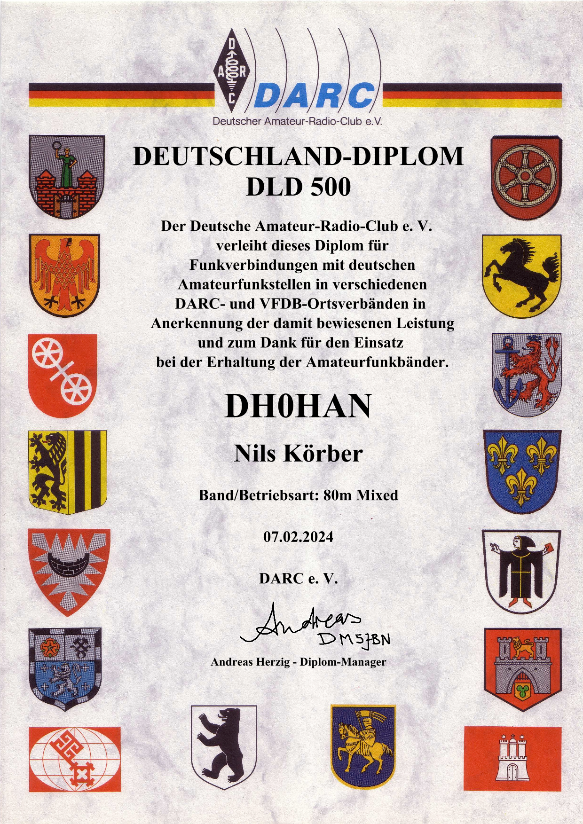 D
A R
C
DARC
Deutscher Amateur-Radio-Club e.V.
DEUTSCHLAND-DIPLOM
DLD 500
Der Deutsche Amateur-Radio-Club e. V.
verleiht dieses Diplom für
Funkverbindungen mit deutschen
Amateurfunkstellen in verschiedenen
DARC- und VFDB-Ortsverbänden in
Anerkennung der damit bewiesenen Leistung
und zum Dank für den Einsatz
bei der Erhaltung der Amateurfunkbänder.
DH0HAN
Nils Körber
Band/Betriebsart: 80m Mixed
07.02.2024
DARC e. V.
Andreas
DM5JBN
Andreas Herzig - Diplom-Manager